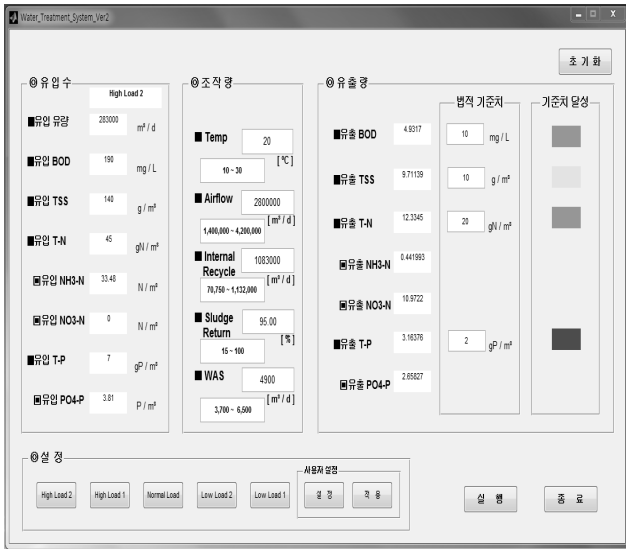 Water_Treatment_System_Ver2
초 기 화
◎ 유 입 수
High Load 2
■유입 유량 283000 m³ / d
■유입 BOD 190 mg / L
■유입 TSS 140 g / m³
■유입 T-N 45 gN / m³
▣유입 NH3-N 33.48 N / m³
▣유입 NO3-N 0 N / m³
■유입 T-P 7 gP / m³
▣유입 PO4-P 3.81 P / m³
◎ 조 작 량
■ Temp 20
10 ~ 30 [ ℃ ]
■ Airflow 2800000
1,400,000 ~ 4,200,000 [ m³ / d ]
■ Internal Recycle 1083000
70,750 ~ 1,132,000 [ m³ / d ]
■ Sludge Return 95.00
15 ~ 100 [ % ]
■ WAS 4900
3,700 ~ 6,500 [ m³ / d ]
◎ 유 출 량
법적 기준치
기준치 달성
■유출 BOD 4.9317 10 mg / L
■유출 TSS 9.71139 10 g / m³
■유출 T-N 12.3345 20 gN / m³
▣유출 NH3-N 0.441993
▣유출 NO3-N 10.9722
■유출 T-P 3.16376 2 gP / m³
▣유출 PO4-P 2.65827
◎ 설 정
High Load 2 High Load 1 Normal Load Low Load 2 Low Load 1
사용자 설정
설 정 적 용
실 행 종 료